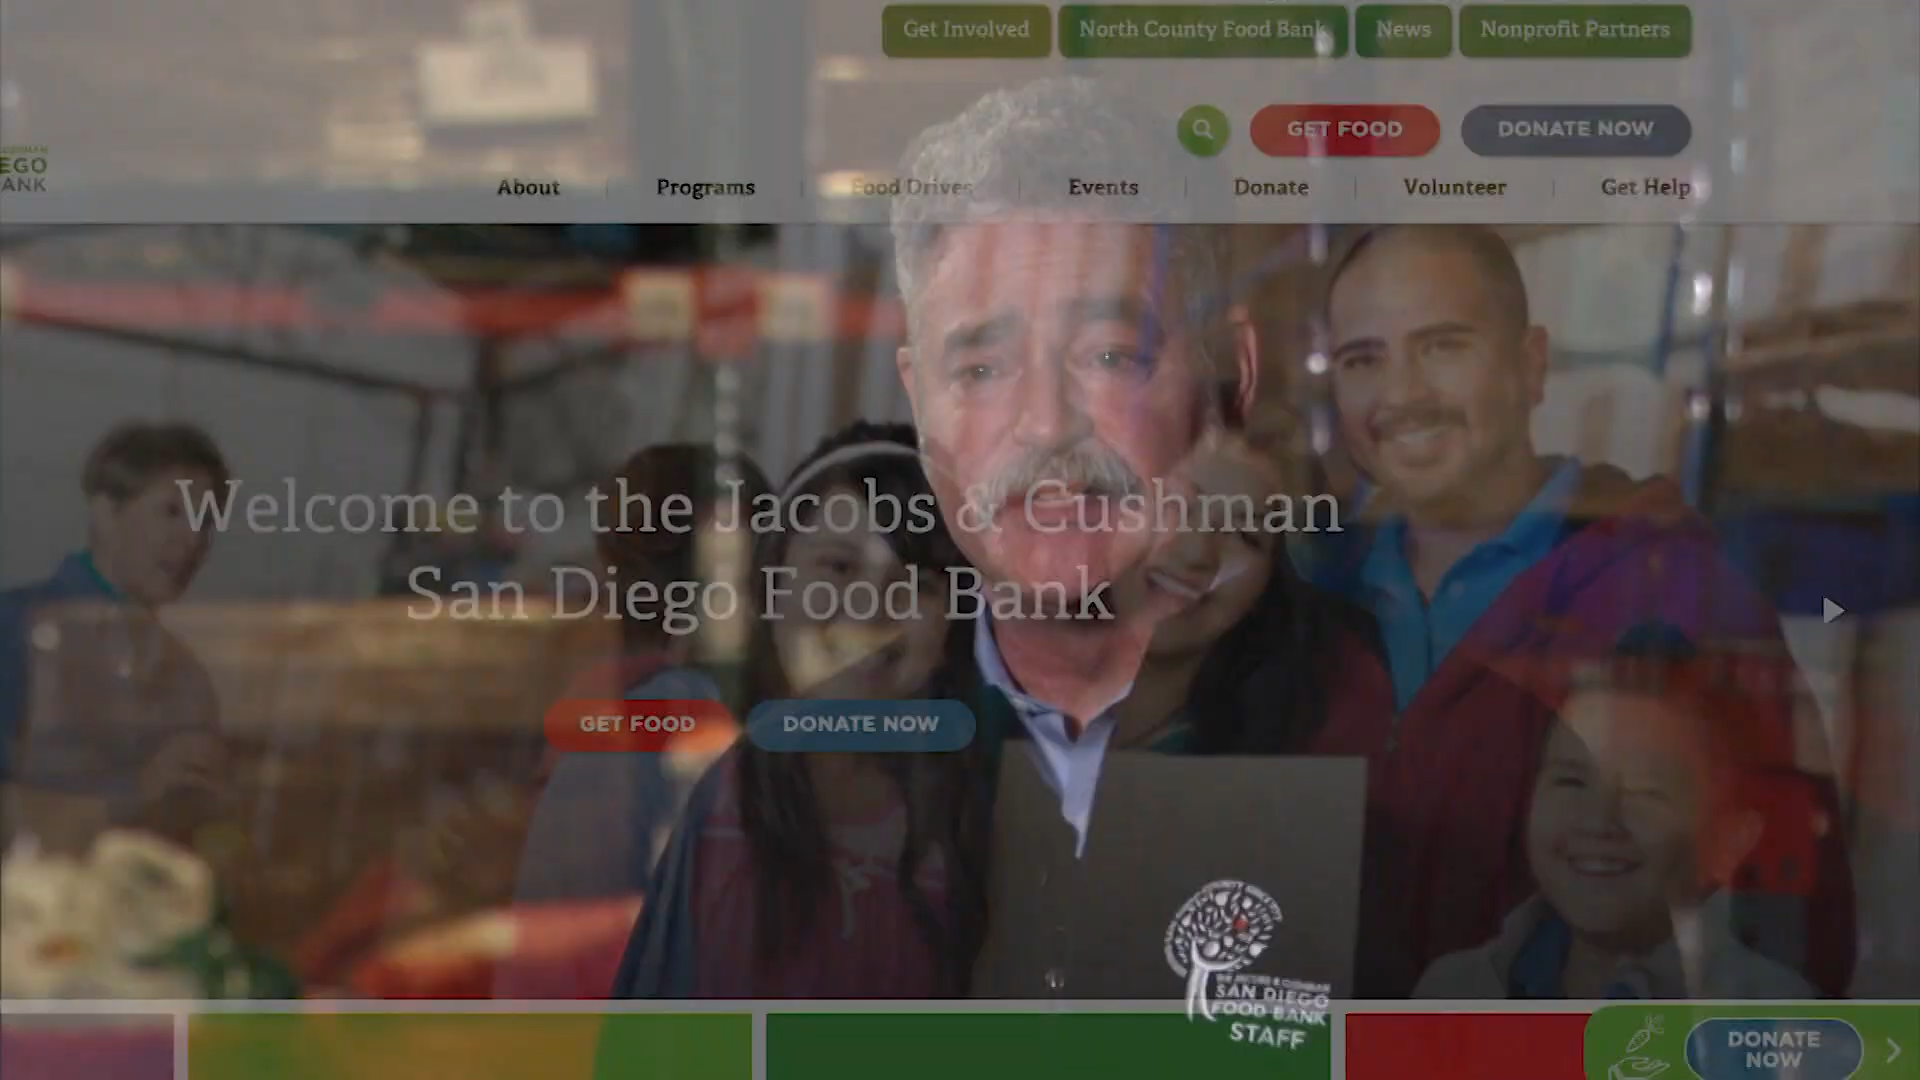 Get Involved
North County Food Bank
News
Nonprofit Partners
GET FOOD
DONATE NOW
EGO
ANK
About
Programs
Food Drives
Events
Donate
Volunteer
Get Help
Welcome to the Jacobs & Cushman
San Diego Food Bank
GET FOOD
DONATE NOW
SAN DIEGO
FOOD BANK
STAFF
DONATE
NOW